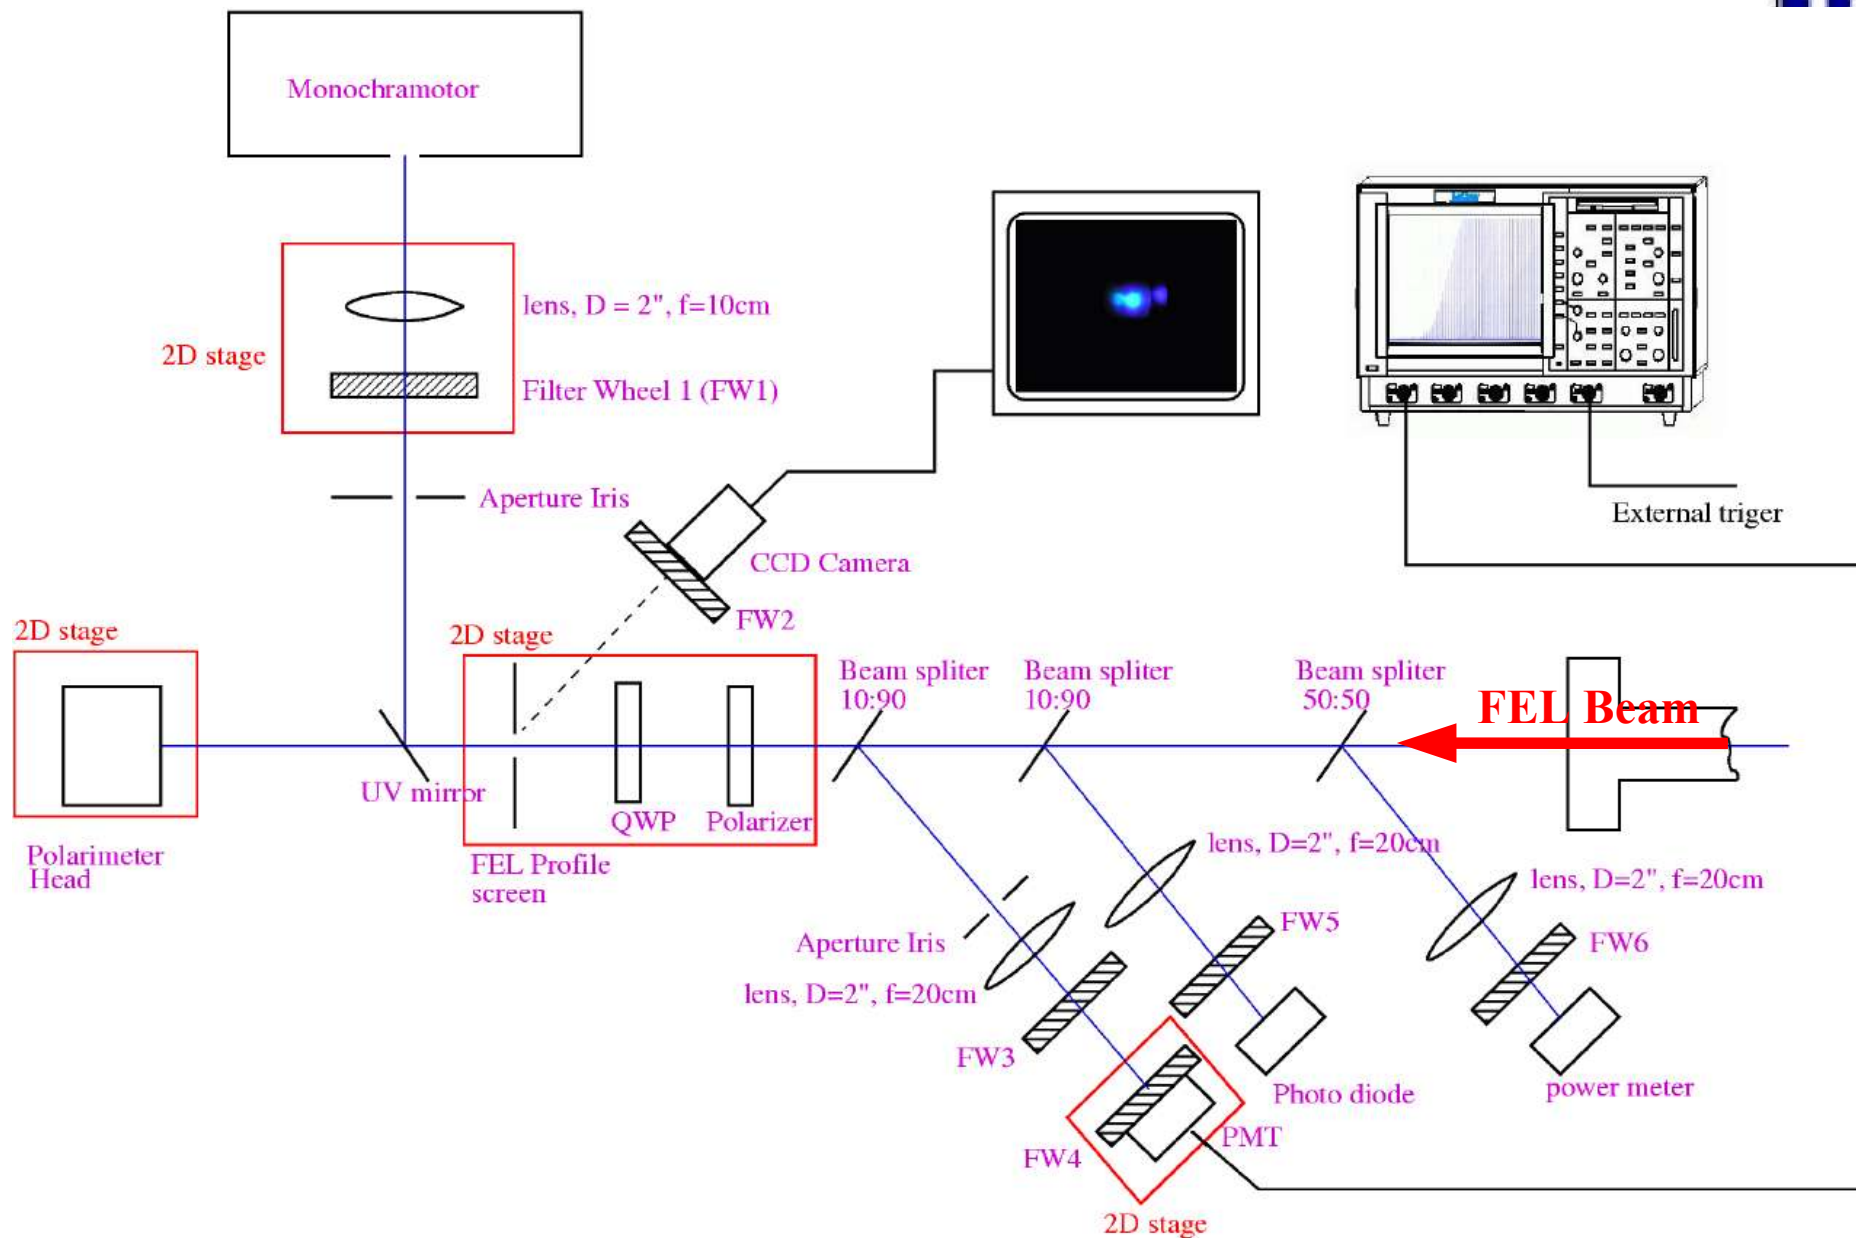 Monochramotor
lens, D = 2", f=10cm
2D stage
Filter Wheel 1 (FW1)
Aperture Iris
External triger
CCD Camera
FW2
2D stage
2D stage
Beam spliter
10:90
Beam spliter
10:90
Beam spliter
50:50
FEL Beam
UV mirror
QWP
Polarizer
Polarimeter
Head
FEL Profile
screen
lens, D=2", f=20cm
lens, D=2", f=20cm
Aperture Iris
FW5
FW6
lens, D=2", f=20cm
FW3
Photo diode
power meter
PMT
FW4
2D stage